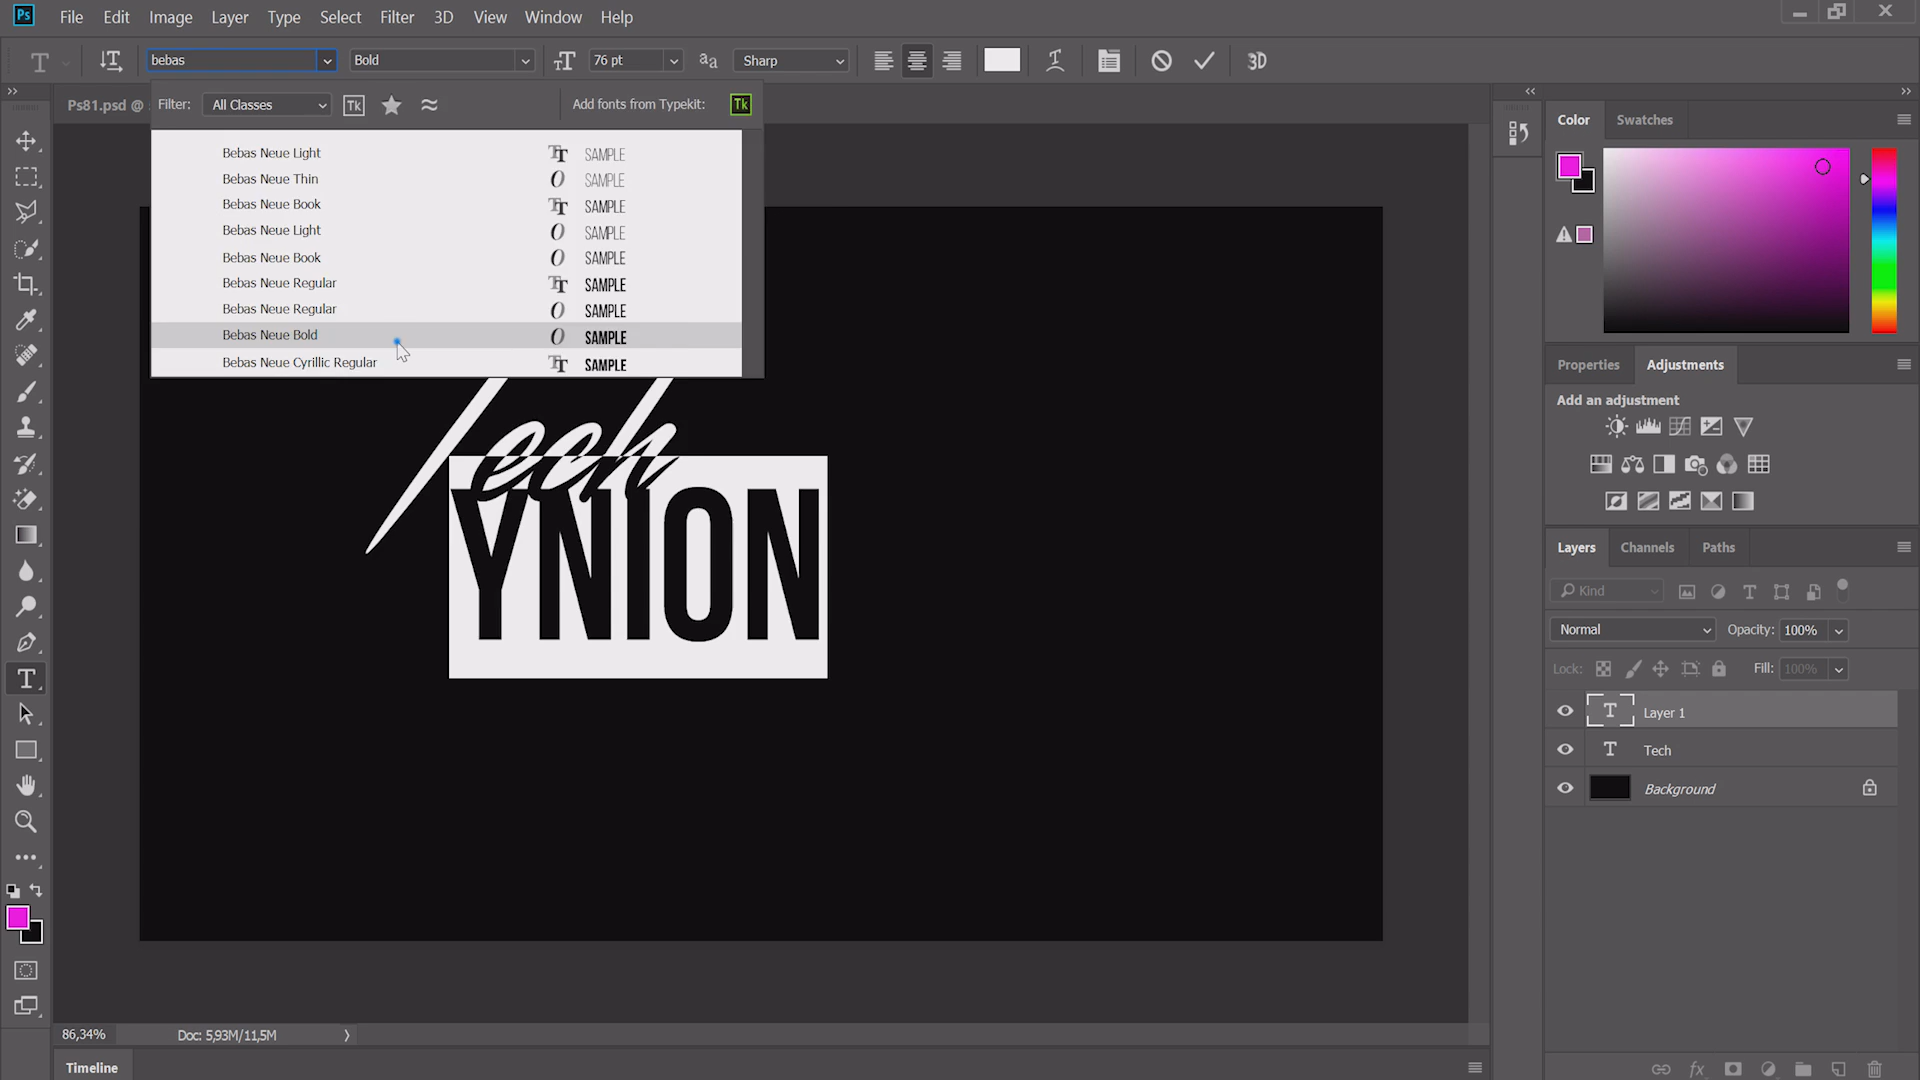 Ps File Edit Image Layer Type Select Filter 3D View Window Help
bebas Bold 76 pt Sharp 3D
Ps81.psd @
Filter: All Classes Tk Add fonts from Typekit: Tk
Bebas Neue Light SAMPLE
Bebas Neue Thin SAMPLE
Bebas Neue Book SAMPLE
Bebas Neue Light SAMPLE
Bebas Neue Book SAMPLE
Bebas Neue Regular SAMPLE
Bebas Neue Regular SAMPLE
Bebas Neue Bold SAMPLE
Bebas Neue Cyrillic Regular SAMPLE
Tech
YNION
Color Swatches
Properties Adjustments
Add an adjustment
Layers Channels Paths
Kind
Normal Opacity: 100%
Lock: Fill: 100%
Layer 1
Tech
Background
86,34% Doc: 5,93M/11,5M
Timeline